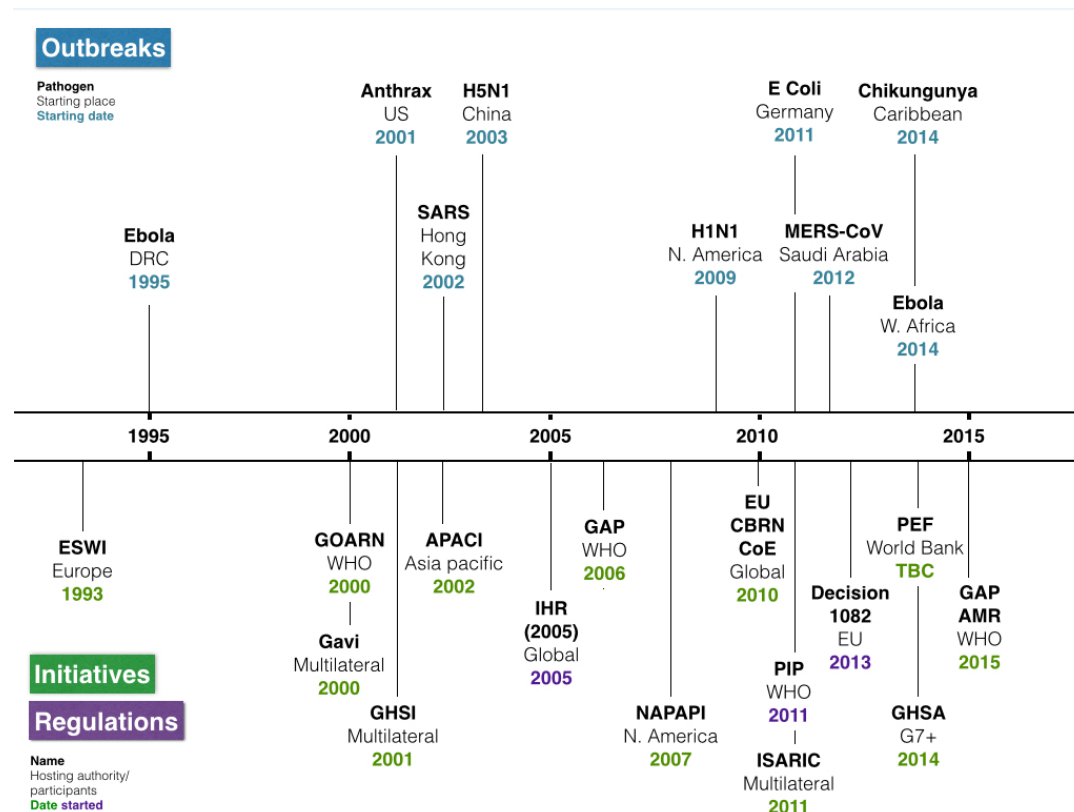 Outbreaks
Pathogen
Starting place
Starting date
Anthrax
US
2001
H5N1
China
2003
E Coli
Germany
2011
Chikungunya
Caribbean
2014
Ebola
DRC
1995
SARS
Hong
Kong
2002
H1N1
N. America
2009
MERS-CoV
Saudi Arabia
2012
Ebola
W. Africa
2014
1995
2000
2005
2010
2015
ESWI
Europe
1993
GOARN
WHO
2000
Gavi
Multilateral
2000
GHSI
Multilateral
2001
APACI
Asia pacific
2002
IHR
(2005)
Global
2005
GAP
WHO
2006
NAPAPI
N. America
2007
EU
CBRN
CoE
Global
2010
PIP
WHO
2011
ISARIC
Multilateral
2011
Decision
1082
EU
2013
PEF
World Bank
TBC
GHSA
G7+
2014
GAP
AMR
WHO
2015
Initiatives
Regulations
Name
Hosting authority/
participants
Date started